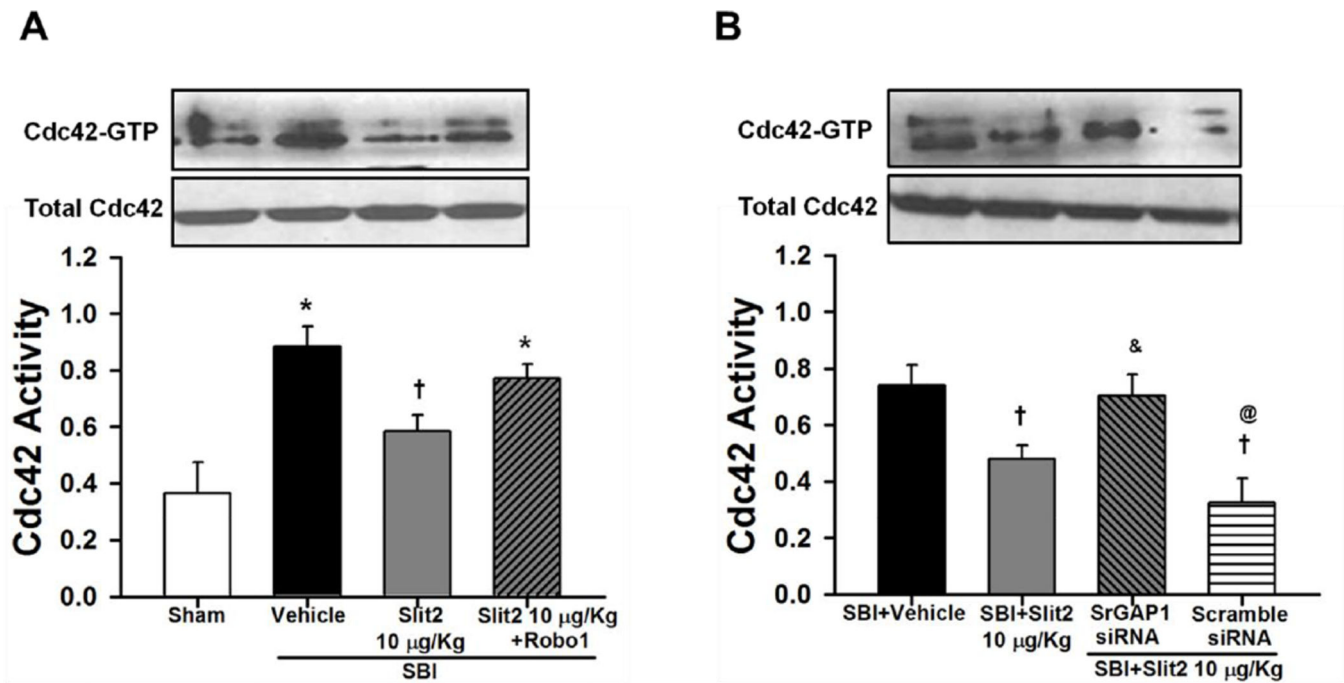 A
Cdc42-GTP
Total Cdc42
Cdc42 Activity
1.2
1.0
0.8
0.6
0.4
0.2
0.0
*
†
*
Sham
Vehicle
Slit2
10 μg/Kg
Slit2 10 μg/Kg
+Robo1
SBI
B
Cdc42-GTP
Total Cdc42
Cdc42 Activity
1.2
1.0
0.8
0.6
0.4
0.2
0.0
†
&
@
†
SBI+Vehicle
SBI+Slit2
10 μg/Kg
SrGAP1
siRNA
Scramble
siRNA
SBI+Slit2 10 μg/Kg